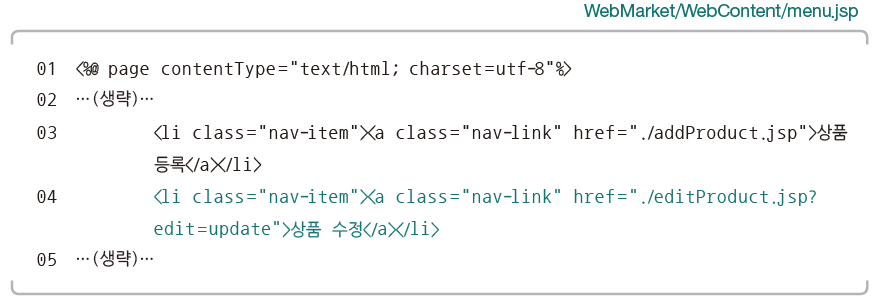 WebMarket/WebContent/menu.jsp
01 <%@ page contentType="text/html; charset=utf-8"%>
02 …(생략)…
03 <li class="nav-item"><a class="nav-link" href="./addProduct.jsp">상품
등록</a></li>
04 <li class="nav-item"><a class="nav-link" href="./editProduct.jsp?
edit=update">상품 수정</a></li>
05 …(생략)…